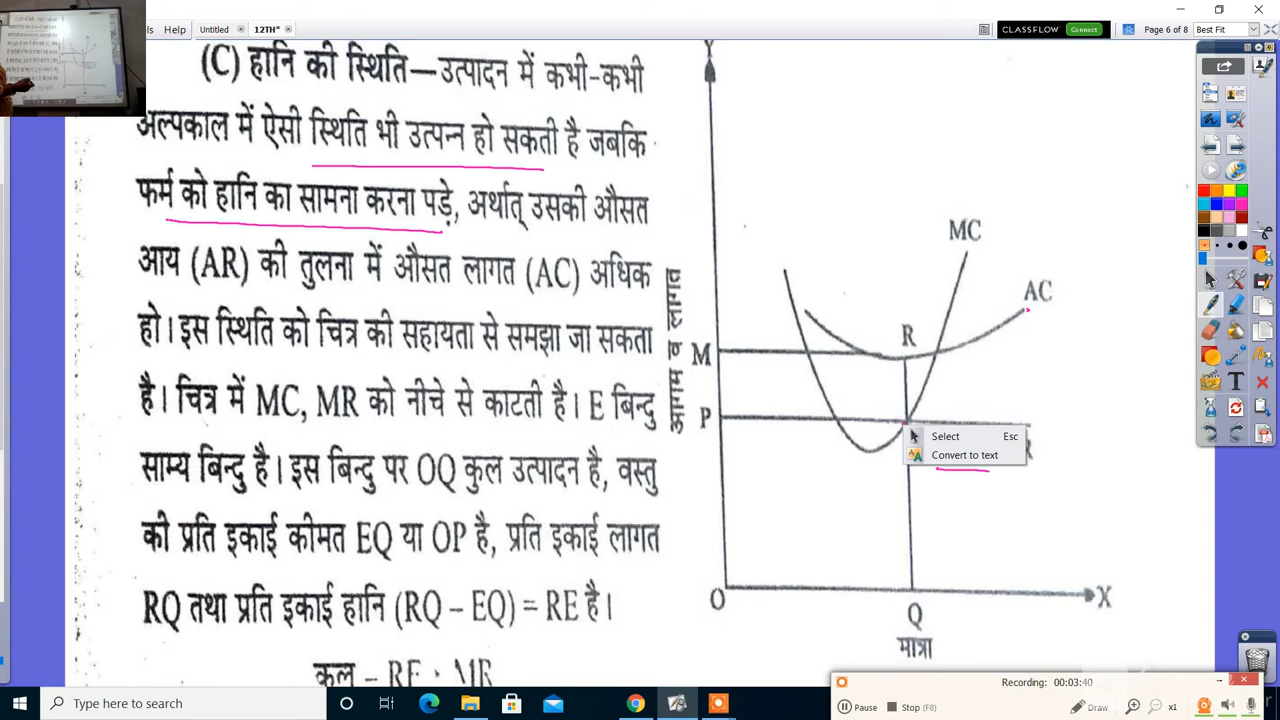 ls Help Untitled 12TH* CLASSFLOW Connect Page 6 of 8 Best Fit
(C) हानि की स्थिति—उत्पादन में कभी-कभी
अल्पकाल में ऐसी स्थिति भी उत्पन्न हो सकती है जबकि
फर्म को हानि का सामना करना पड़े, अर्थात् उसकी औसत
आय (AR) की तुलना में औसत लागत (AC) अधिक
हो। इस स्थिति को चित्र की सहायता से समझा जा सकता
है। चित्र में MC, MR को नीचे से काटती है। E बिन्दु
साम्य बिन्दु है। इस बिन्दु पर OQ कुल उत्पादन है, वस्तु
की प्रति इकाई कीमत EQ या OP है, प्रति इकाई लागत
RQ तथा प्रति इकाई हानि (RQ – EQ) = RE है।
Y
MC
AC
R
M
P
आगम व लागत
Select Esc
Convert to text
O
X
Q
मात्रा
Recording: 00:03:40
Pause Stop (F8) Draw x1
Type here to search